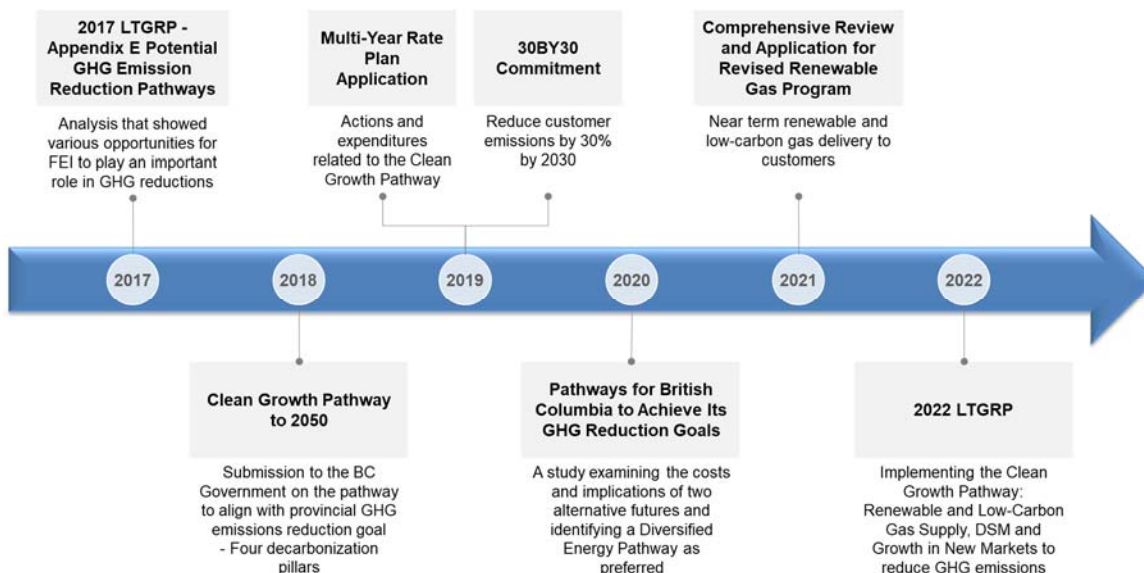 2017 LTGRP -
Appendix E Potential
GHG Emission
Reduction Pathways
Analysis that showed
various opportunities for
FEI to play an important
role in GHG reductions
Multi-Year Rate
Plan
Application
Actions and
expenditures
related to the Clean
Growth Pathway
30BY30
Commitment
Reduce customer
emissions by 30%
by 2030
Comprehensive Review
and Application for
Revised Renewable
Gas Program
Near term renewable and
low-carbon gas delivery to
customers
2017
2018
2019
2020
2021
2022
Clean Growth Pathway
to 2050
Submission to the BC
Government on the pathway
to align with provincial GHG
emissions reduction goal
- Four decarbonization
pillars
Pathways for British
Columbia to Achieve Its
GHG Reduction Goals
A study examining the costs
and implications of two
alternative futures and
identifying a Diversified
Energy Pathway as
preferred
2022 LTGRP
Implementing the Clean
Growth Pathway:
Renewable and Low-Carbon
Gas Supply, DSM and
Growth in New Markets to
reduce GHG emissions